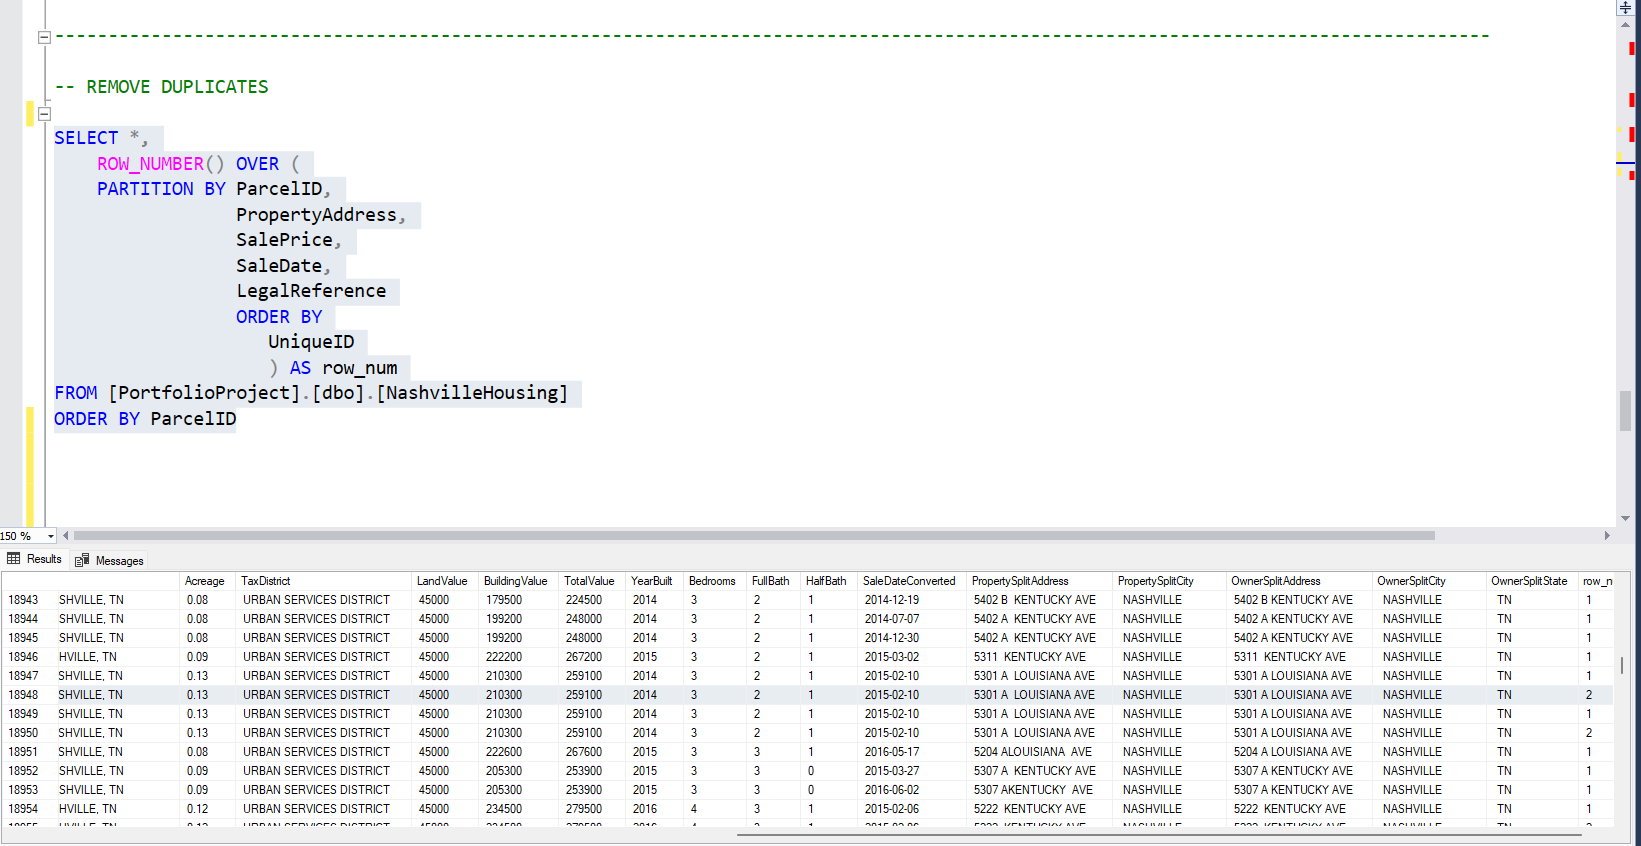 -- REMOVE DUPLICATES
SELECT *,
ROW_NUMBER() OVER (
PARTITION BY ParcelID,
PropertyAddress,
SalePrice,
SaleDate,
LegalReference
ORDER BY
UniqueID
) AS row_num
FROM [PortfolioProject].[dbo].[NashvilleHousing]
ORDER BY ParcelID
150 %
Results Messages
Acreage TaxDistrict LandValue BuildingValue TotalValue YearBuilt Bedrooms FullBath HalfBath SaleDateConverted PropertySplitAddress PropertySplitCity OwnerSplitAddress OwnerSplitCity OwnerSplitState row_n
18943 SHVILLE, TN 0.08 URBAN SERVICES DISTRICT 45000 179500 224500 2014 3 2 1 2014-12-19 5402 B  KENTUCKY AVE NASHVILLE 5402 B KENTUCKY AVE NASHVILLE TN 1
18944 SHVILLE, TN 0.08 URBAN SERVICES DISTRICT 45000 199200 248000 2014 3 2 1 2014-07-07 5402 A  KENTUCKY AVE NASHVILLE 5402 A KENTUCKY AVE NASHVILLE TN 1
18945 SHVILLE, TN 0.08 URBAN SERVICES DISTRICT 45000 199200 248000 2014 3 2 1 2014-12-30 5402 A  KENTUCKY AVE NASHVILLE 5402 A KENTUCKY AVE NASHVILLE TN 1
18946 HVILLE, TN 0.09 URBAN SERVICES DISTRICT 45000 222200 267200 2015 3 2 1 2015-03-02 5311  KENTUCKY AVE NASHVILLE 5311  KENTUCKY AVE NASHVILLE TN 1
18947 SHVILLE, TN 0.13 URBAN SERVICES DISTRICT 45000 210300 259100 2014 3 2 1 2015-02-10 5301 A  LOUISIANA AVE NASHVILLE 5301 A LOUISIANA AVE NASHVILLE TN 1
18948 SHVILLE, TN 0.13 URBAN SERVICES DISTRICT 45000 210300 259100 2014 3 2 1 2015-02-10 5301 A  LOUISIANA AVE NASHVILLE 5301 A LOUISIANA AVE NASHVILLE TN 2
18949 SHVILLE, TN 0.13 URBAN SERVICES DISTRICT 45000 210300 259100 2014 3 2 1 2015-02-10 5301 A  LOUISIANA AVE NASHVILLE 5301 A LOUISIANA AVE NASHVILLE TN 1
18950 SHVILLE, TN 0.13 URBAN SERVICES DISTRICT 45000 210300 259100 2014 3 2 1 2015-02-10 5301 A  LOUISIANA AVE NASHVILLE 5301 A LOUISIANA AVE NASHVILLE TN 2
18951 SHVILLE, TN 0.08 URBAN SERVICES DISTRICT 45000 222600 267600 2015 3 3 1 2016-05-17 5204 ALOUISIANA  AVE NASHVILLE 5204 A LOUISIANA AVE NASHVILLE TN 1
18952 SHVILLE, TN 0.09 URBAN SERVICES DISTRICT 45000 205300 253900 2015 3 3 0 2015-03-27 5307 A  KENTUCKY AVE NASHVILLE 5307 A KENTUCKY AVE NASHVILLE TN 1
18953 SHVILLE, TN 0.09 URBAN SERVICES DISTRICT 45000 205300 253900 2015 3 3 0 2016-06-02 5307 AKENTUCKY  AVE NASHVILLE 5307 A KENTUCKY AVE NASHVILLE TN 1
18954 HVILLE, TN 0.12 URBAN SERVICES DISTRICT 45000 234500 279500 2016 4 3 1 2015-02-06 5222  KENTUCKY AVE NASHVILLE 5222  KENTUCKY AVE NASHVILLE TN 1